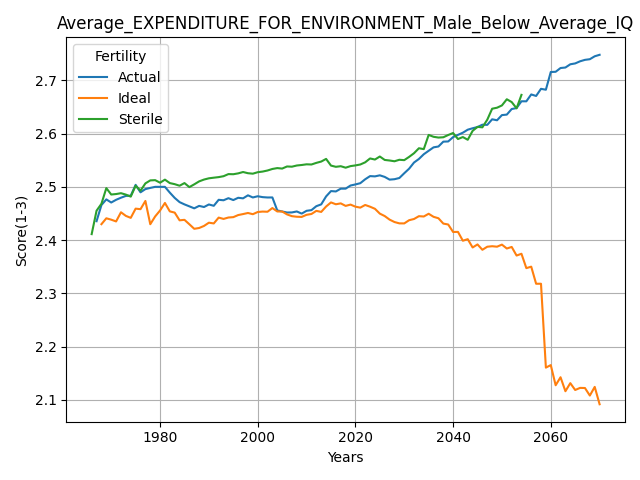 Average_EXPENDITURE_FOR_ENVIRONMENT_Male_Below_Average_IQ
Fertility
Actual
Ideal
Sterile
Score(1-3)
2.7
2.6
2.5
2.4
2.3
2.2
2.1
1980 2000 2020 2040 2060
Years